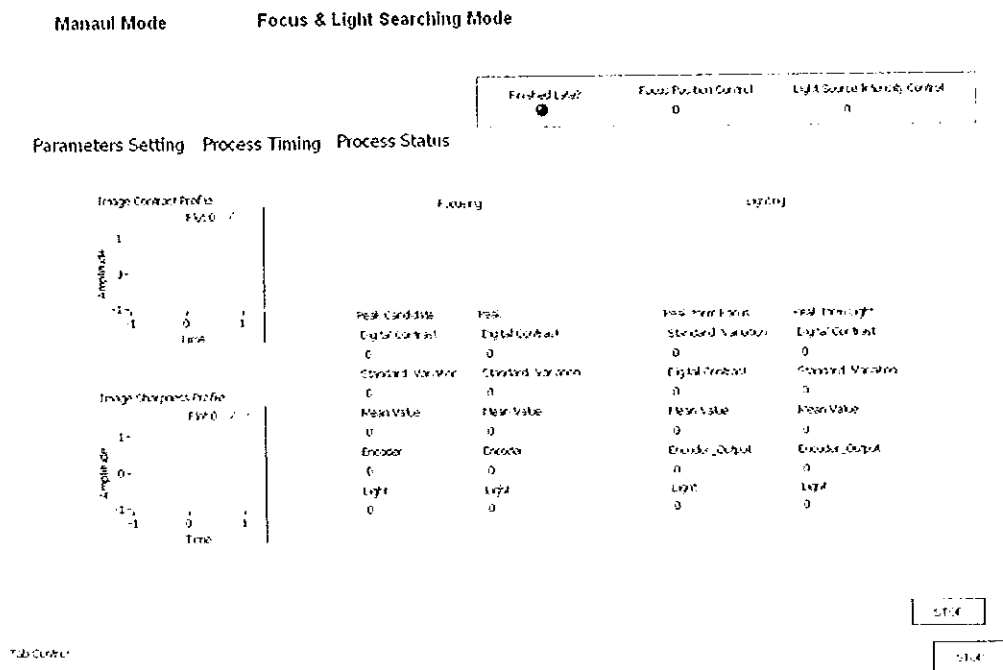 Manaul Mode
Focus & Light Searching Mode
Finished Late?
Focus Position Control
Light Source Intensity Control
0
0
Parameters Setting
Process Timing
Process Status
Image Contrast Profile
Plot 0
Amplitude
1
0
-1
-1
0
1
Time
Image Sharpness Profile
Plot 0
Amplitude
1
0
-1
-1
0
1
Time
Focusing
Peak Candidate
Digital Contrast
0
Standard Variation
0
Mean Value
0
Encoder
0
Light
0
Peak
Digital Contrast
0
Standard Variation
0
Mean Value
0
Encoder
0
Light
0
Lighting
Peak from Focus
Standard Variation
0
Digital Contrast
0
Mean Value
0
Encoder_Output
0
Light
0
Peak from Light
Digital Contrast
0
Standard Variation
0
Mean Value
0
Encoder_Output
0
Light
0
STOP
Tab Control
STOP